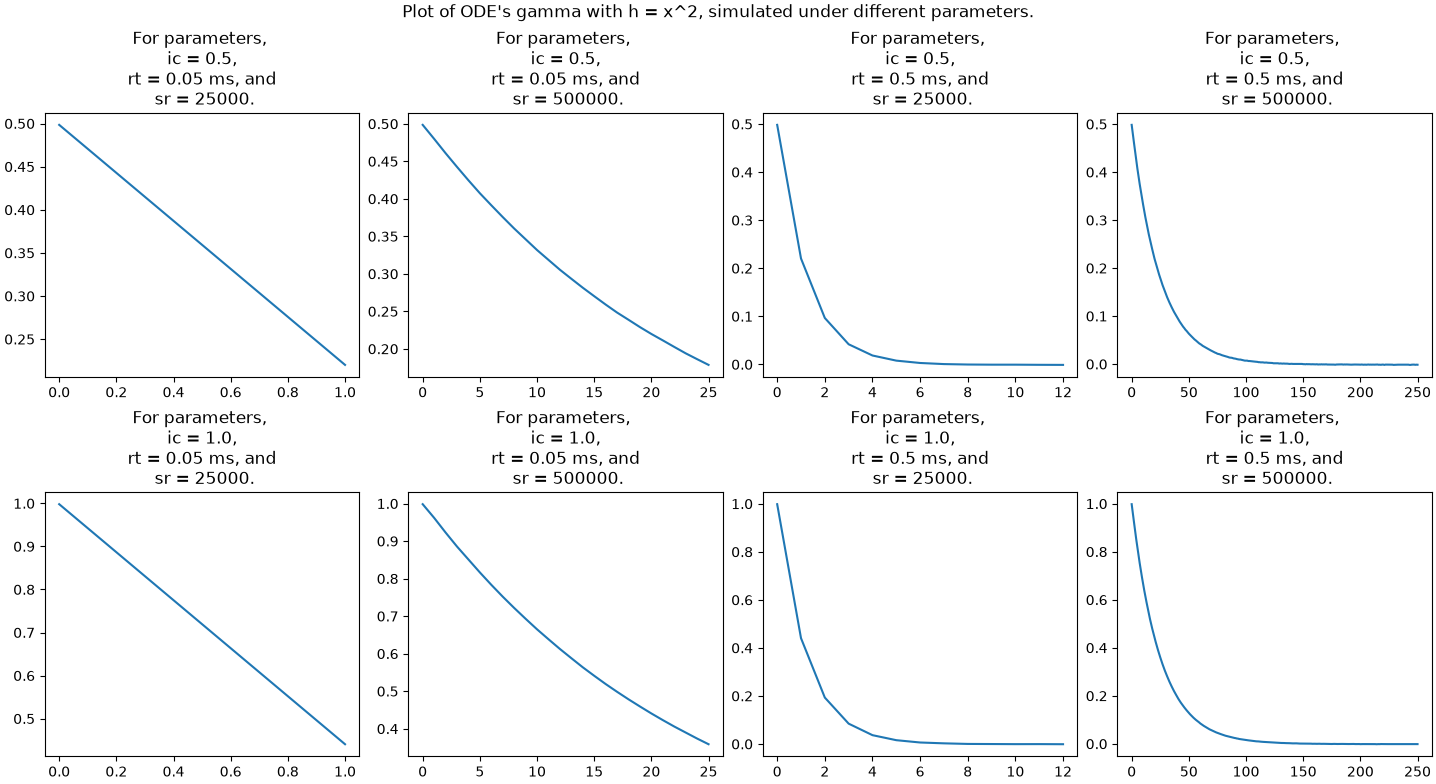 Plot of ODE's gamma with h = x^2, simulated under different parameters.
For parameters,
ic = 0.5,
rt = 0.05 ms, and
sr = 25000.
0.50
0.45
0.40
0.35
0.30
0.25
0.0 0.2 0.4 0.6 0.8 1.0
For parameters,
ic = 0.5,
rt = 0.05 ms, and
sr = 500000.
0.50
0.45
0.40
0.35
0.30
0.25
0.20
0 5 10 15 20 25
For parameters,
ic = 0.5,
rt = 0.5 ms, and
sr = 25000.
0.5
0.4
0.3
0.2
0.1
0.0
0 2 4 6 8 10 12
For parameters,
ic = 0.5,
rt = 0.5 ms, and
sr = 500000.
0.5
0.4
0.3
0.2
0.1
0.0
0 50 100 150 200 250
For parameters,
ic = 1.0,
rt = 0.05 ms, and
sr = 25000.
1.0
0.9
0.8
0.7
0.6
0.5
0.0 0.2 0.4 0.6 0.8 1.0
For parameters,
ic = 1.0,
rt = 0.05 ms, and
sr = 500000.
1.0
0.9
0.8
0.7
0.6
0.5
0.4
0 5 10 15 20 25
For parameters,
ic = 1.0,
rt = 0.5 ms, and
sr = 25000.
1.0
0.8
0.6
0.4
0.2
0.0
0 2 4 6 8 10 12
For parameters,
ic = 1.0,
rt = 0.5 ms, and
sr = 500000.
1.0
0.8
0.6
0.4
0.2
0.0
0 50 100 150 200 250